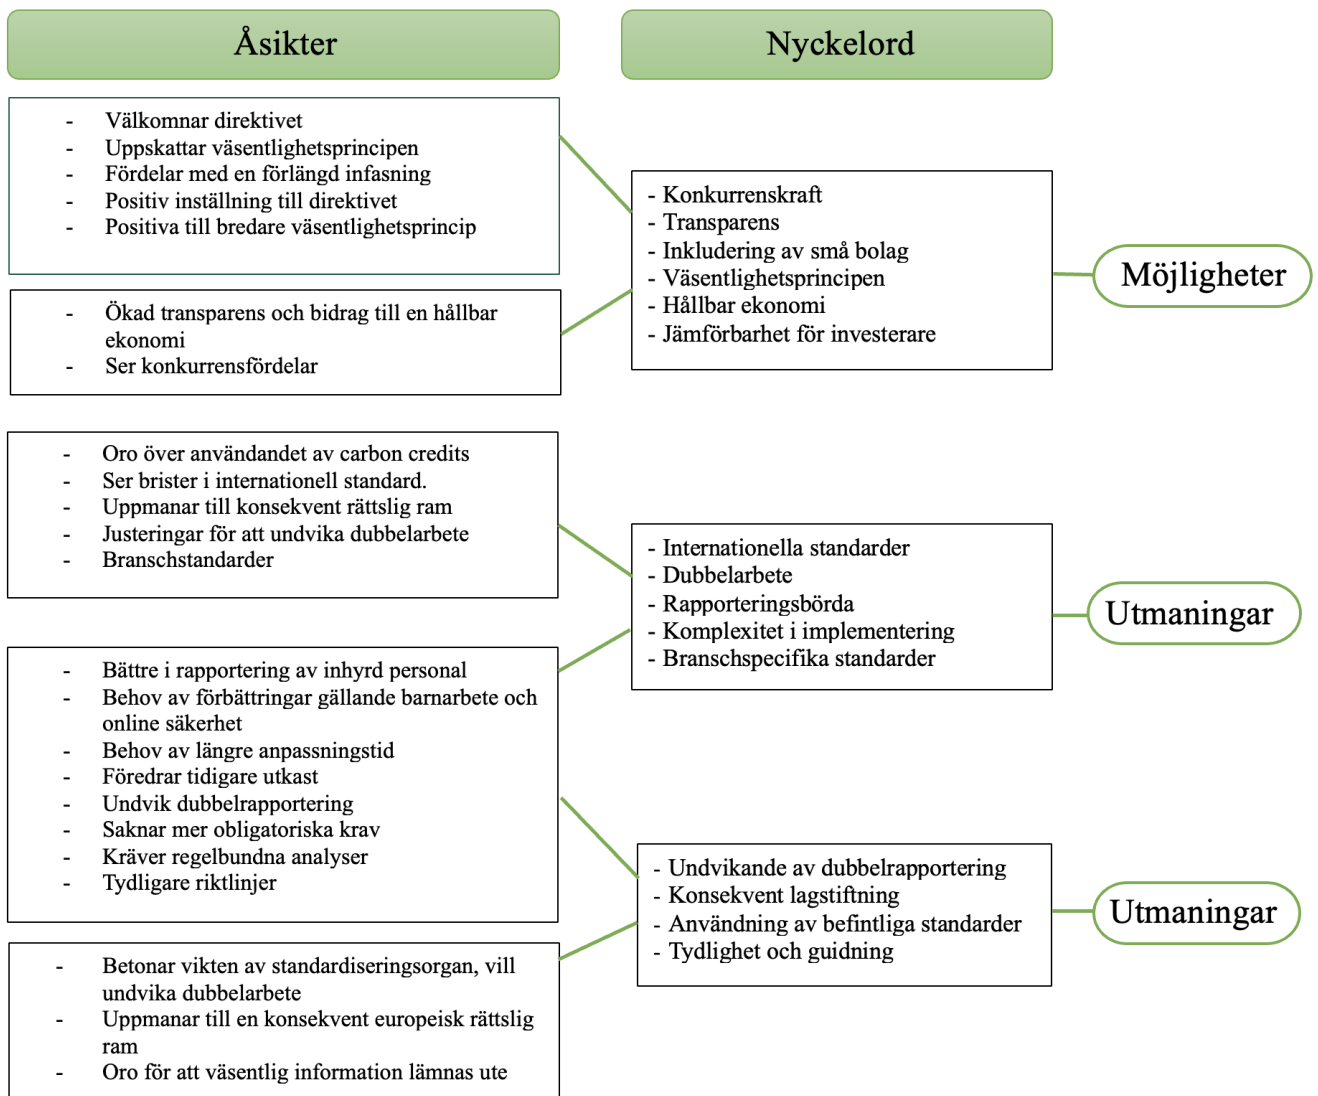 Åsikter
Nyckelord
- Välkomnar direktivet
- Uppskattar väsentlighetsprincipen
- Fördelar med en förlängd infasning
- Positiv inställning till direktivet
- Positiva till bredare väsentlighetsprincip
- Ökad transparens och bidrag till en hållbar
ekonomi
- Ser konkurrensfördelar
- Konkurrenskraft
- Transparens
- Inkludering av små bolag
- Väsentlighetsprincipen
- Hållbar ekonomi
- Jämförbarhet för investerare
Möjligheter
- Oro över användandet av carbon credits
- Ser brister i internationell standard.
- Uppmanar till konsekvent rättslig ram
- Justeringar för att undvika dubbelarbete
- Branschstandarder
- Internationella standarder
- Dubbelarbete
- Rapporteringsbörda
- Komplexitet i implementering
- Branschspecifika standarder
Utmaningar
- Bättre i rapportering av inhyrd personal
- Behov av förbättringar gällande barnarbete och
online säkerhet
- Behov av längre anpassningstid
- Föredrar tidigare utkast
- Undvik dubbelrapportering
- Saknar mer obligatoriska krav
- Kräver regelbundna analyser
- Tydligare riktlinjer
- Undvikande av dubbelrapportering
- Konsekvent lagstiftning
- Användning av befintliga standarder
- Tydlighet och guidning
Utmaningar
- Betonar vikten av standardiseringsorgan, vill
undvika dubbelarbete
- Uppmanar till en konsekvent europeisk rättslig
ram
- Oro för att väsentlig information lämnas ute